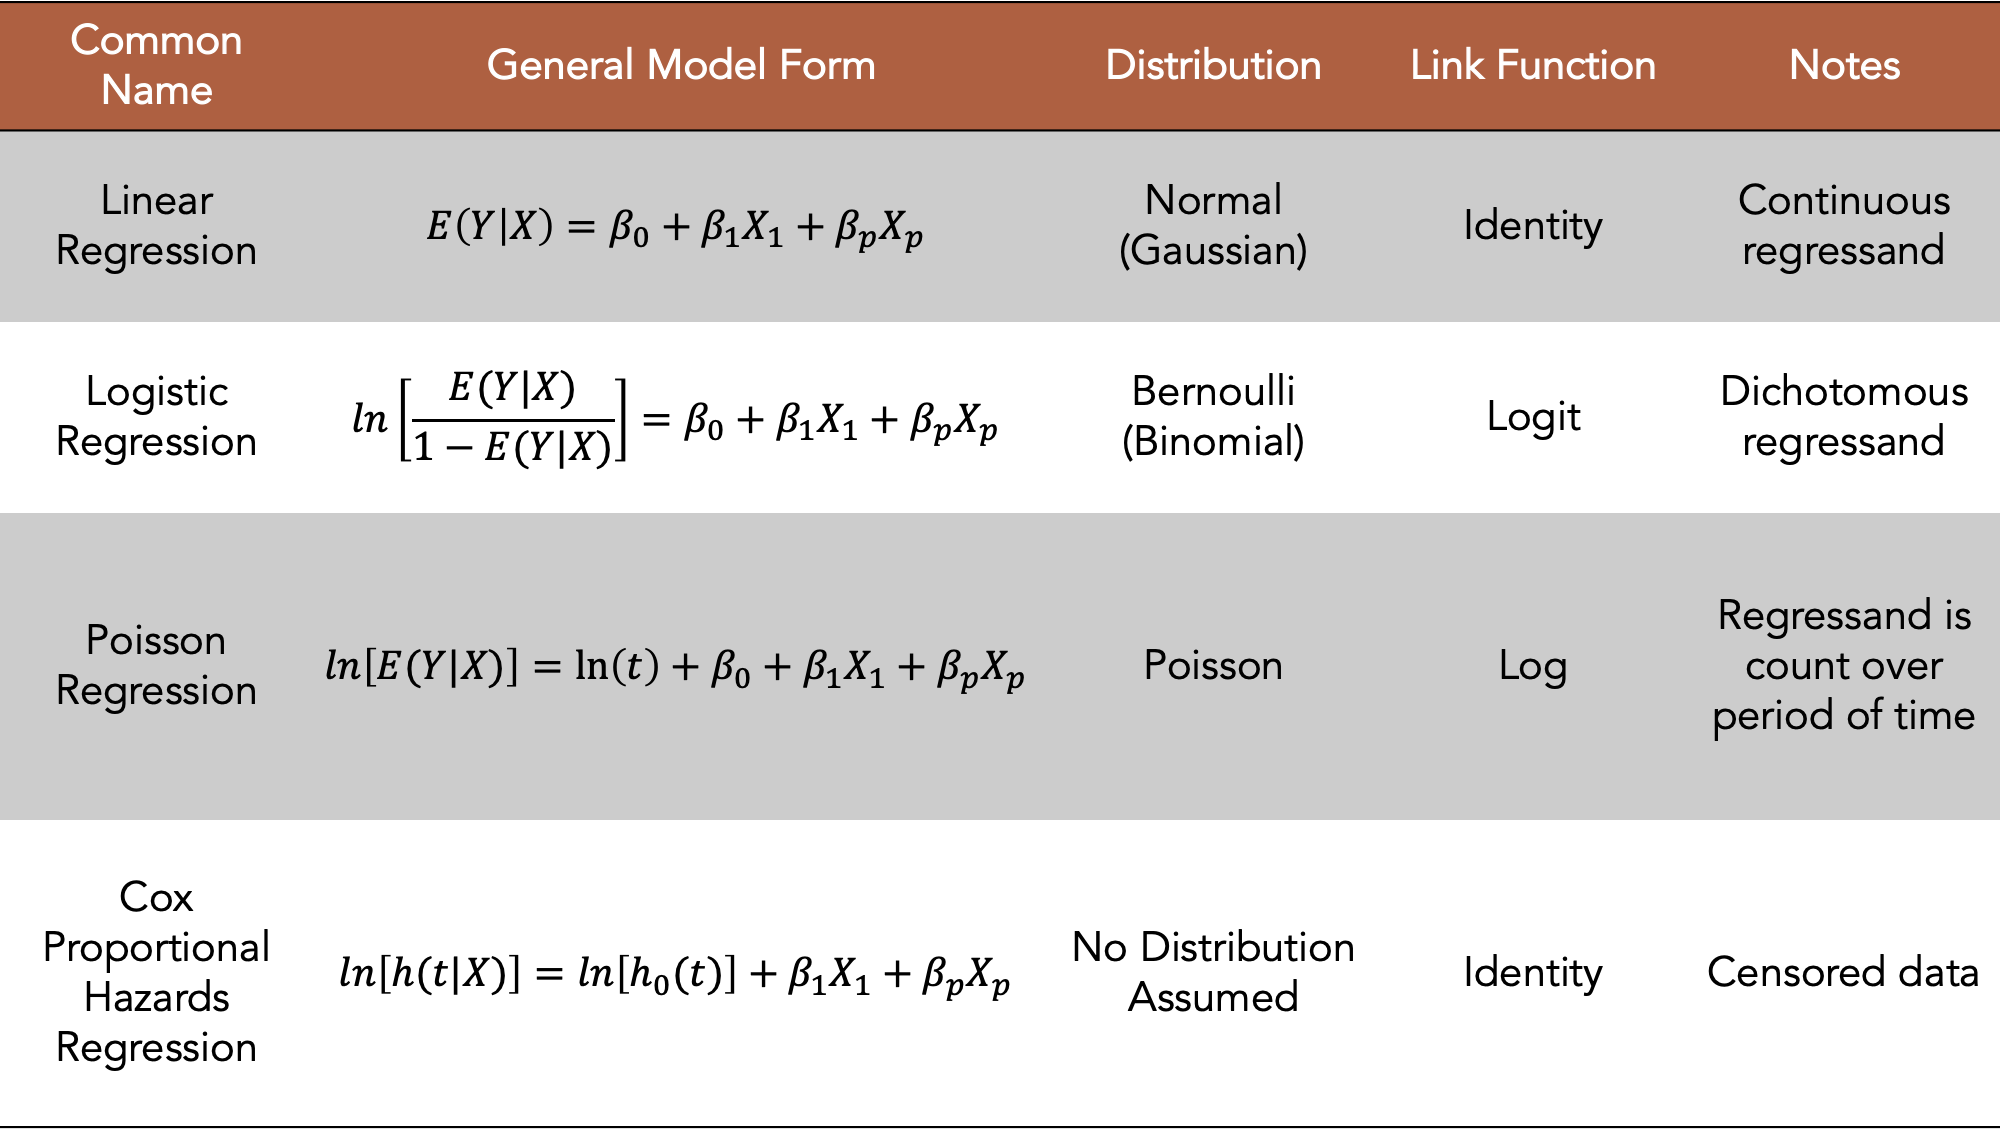 Common
Name
General Model Form
Distribution
Link Function
Notes
Linear
Regression
E(Y|X) = β₀ + β₁X₁ + βₚXₚ
Normal
(Gaussian)
Identity
Continuous
regressand
Logistic
Regression
ln [E(Y|X) / 1 − E(Y|X)] = β₀ + β₁X₁ + βₚXₚ
Bernoulli
(Binomial)
Logit
Dichotomous
regressand
Poisson
Regression
ln[E(Y|X)] = ln(t) + β₀ + β₁X₁ + βₚXₚ
Poisson
Log
Regressand is
count over
period of time
Cox
Proportional
Hazards
Regression
ln[h(t|X)] = ln[h₀(t)] + β₁X₁ + βₚXₚ
No Distribution
Assumed
Identity
Censored data